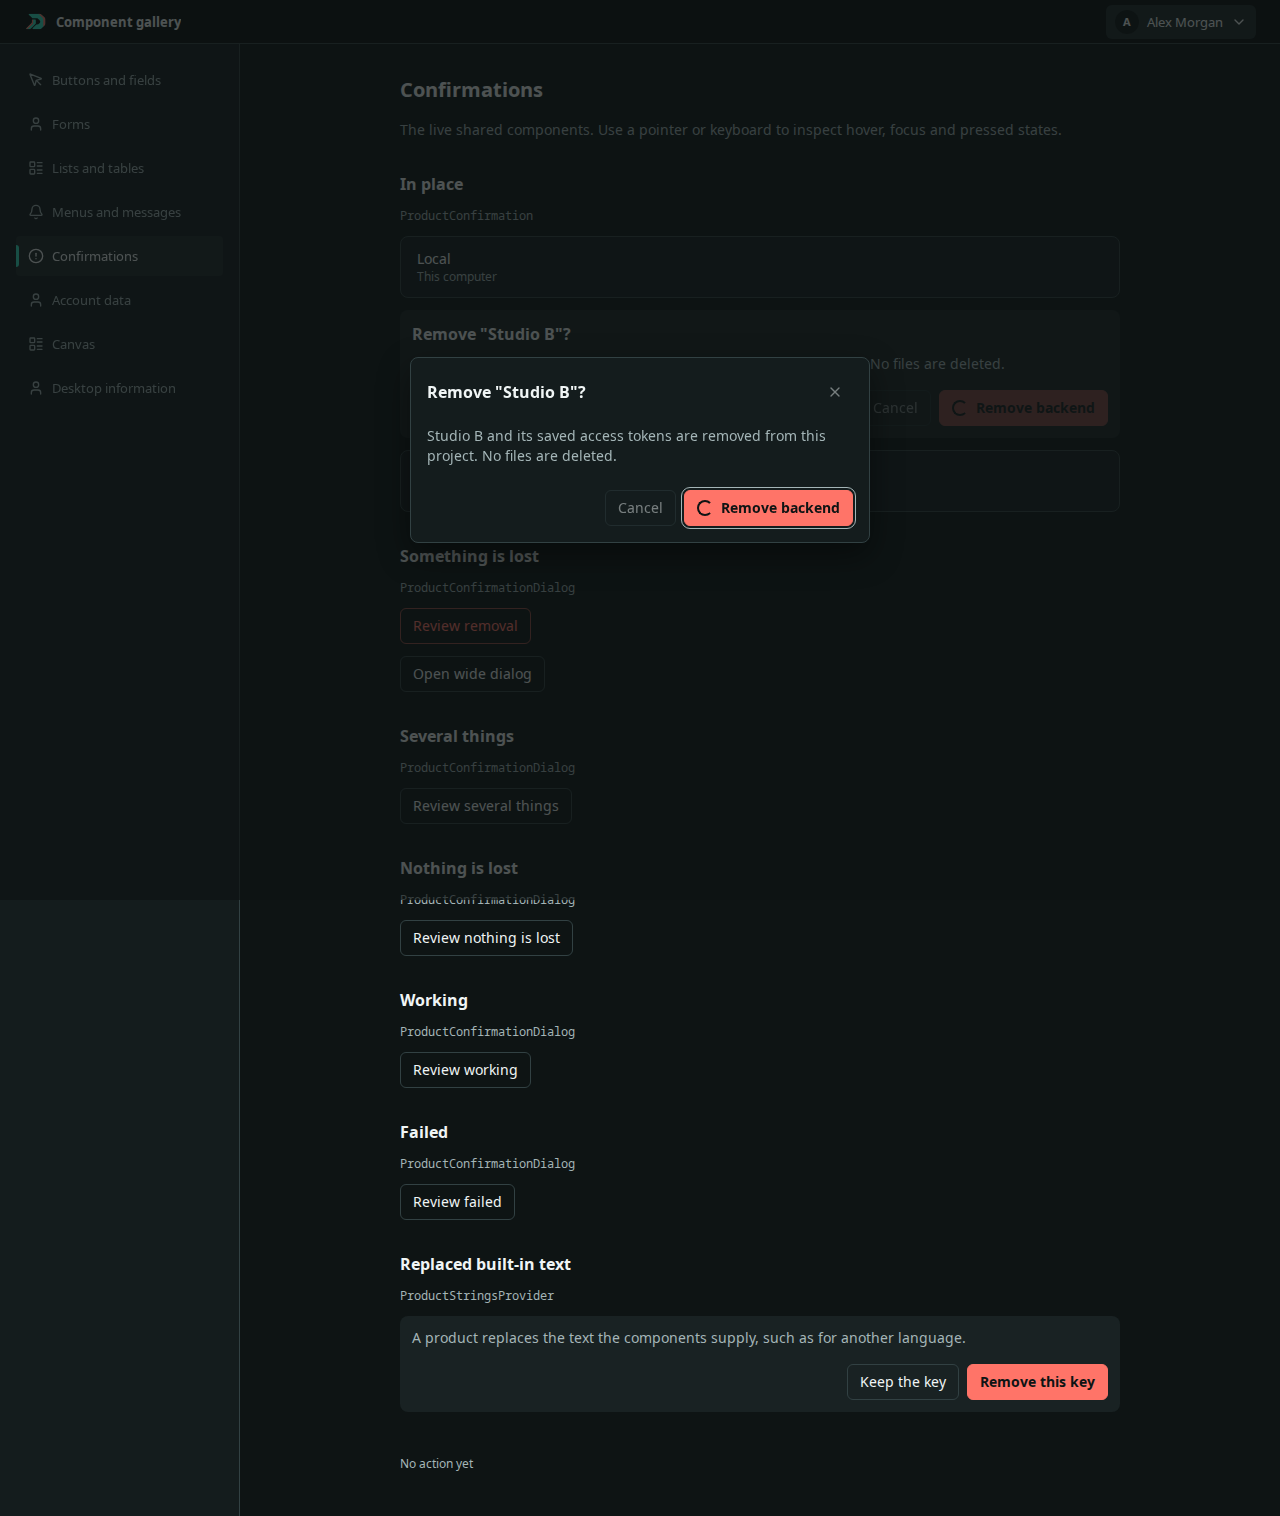 Component gallery
A
Alex Morgan
Buttons and fields
Forms
Lists and tables
Menus and messages
Confirmations
Account data
Canvas
Desktop information
Confirmations
The live shared components. Use a pointer or keyboard to inspect hover, focus and pressed states.
In place
ProductConfirmation
Local
This computer
Remove "Studio B"?
No files are deleted.
Cancel
Remove backend
Remove "Studio B"?
Studio B and its saved access tokens are removed from this
project. No files are deleted.
Cancel
Remove backend
Something is lost
ProductConfirmationDialog
Review removal
Open wide dialog
Several things
ProductConfirmationDialog
Review several things
Nothing is lost
ProductConfirmationDialog
Review nothing is lost
Working
ProductConfirmationDialog
Review working
Failed
ProductConfirmationDialog
Review failed
Replaced built-in text
ProductStringsProvider
A product replaces the text the components supply, such as for another language.
Keep the key
Remove this key
No action yet